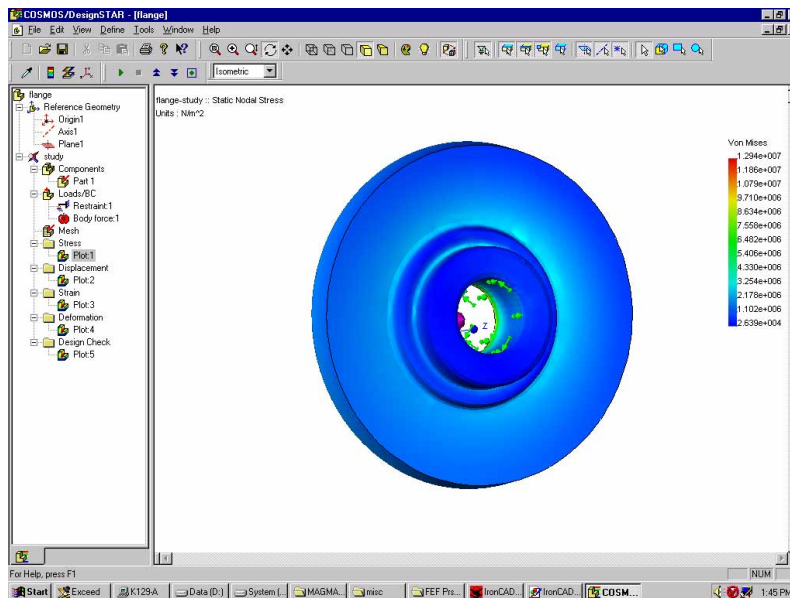 COSMOS/DesignSTAR - [flange]
File Edit View Define Tools Window Help
Isometric
flange
Reference Geometry
Origin1
Axis1
Plane1
study
Components
Part 1
Loads/BC
Restraint:1
Body force:1
Mesh
Stress
Plot:1
Displacement
Plot:2
Strain
Plot:3
Deformation
Plot:4
Design Check
Plot:5
flange-study :: Static Nodal Stress
Units : N/m^2
Von Mises
1.294e+007
1.186e+007
1.079e+007
9.710e+006
8.634e+006
7.558e+006
6.482e+006
5.406e+006
4.330e+006
3.254e+006
2.178e+006
1.102e+006
2.639e+004
Z
For Help, press F1
NUM
Start Exceed K129-A Data (D:) System (... MAGMA... misc FEF Prs... IronCAD... IronCAD... COSM... 1:45 PM